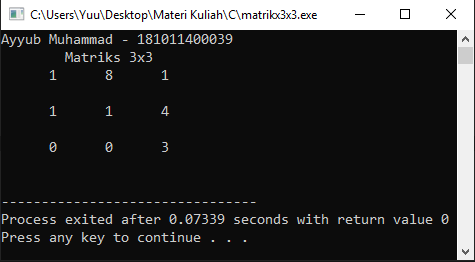 C:\Users\Yuu\Desktop\Materi Kuliah\C\matrikx3x3.exe
Ayyub Muhammad - 181011400039
Matriks 3x3
1 8 1
1 1 4
0 0 3
--------------------------------
Process exited after 0.07339 seconds with return value 0
Press any key to continue . . .